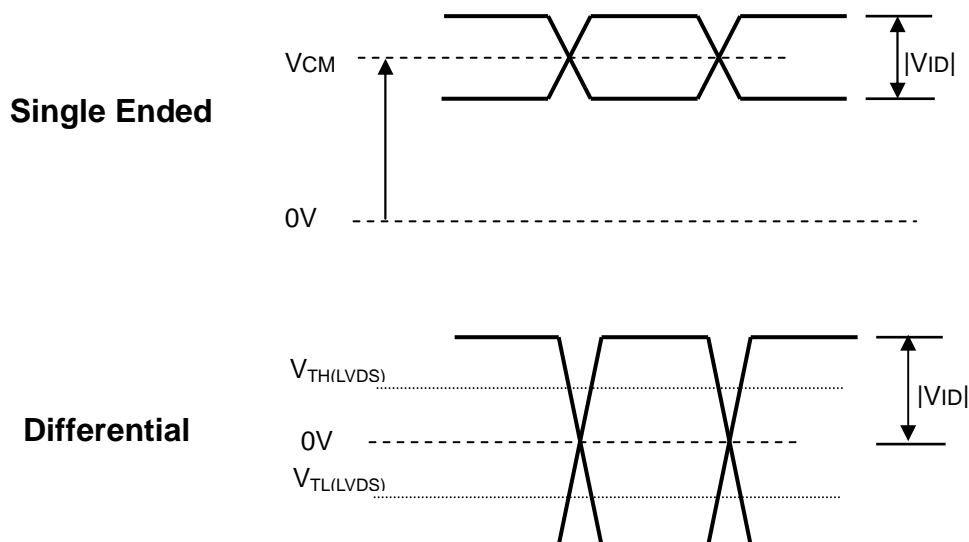 VCM
|VID|
Single Ended
0V
VTH(LVDS)
|VID|
Differential
0V
VTL(LVDS)